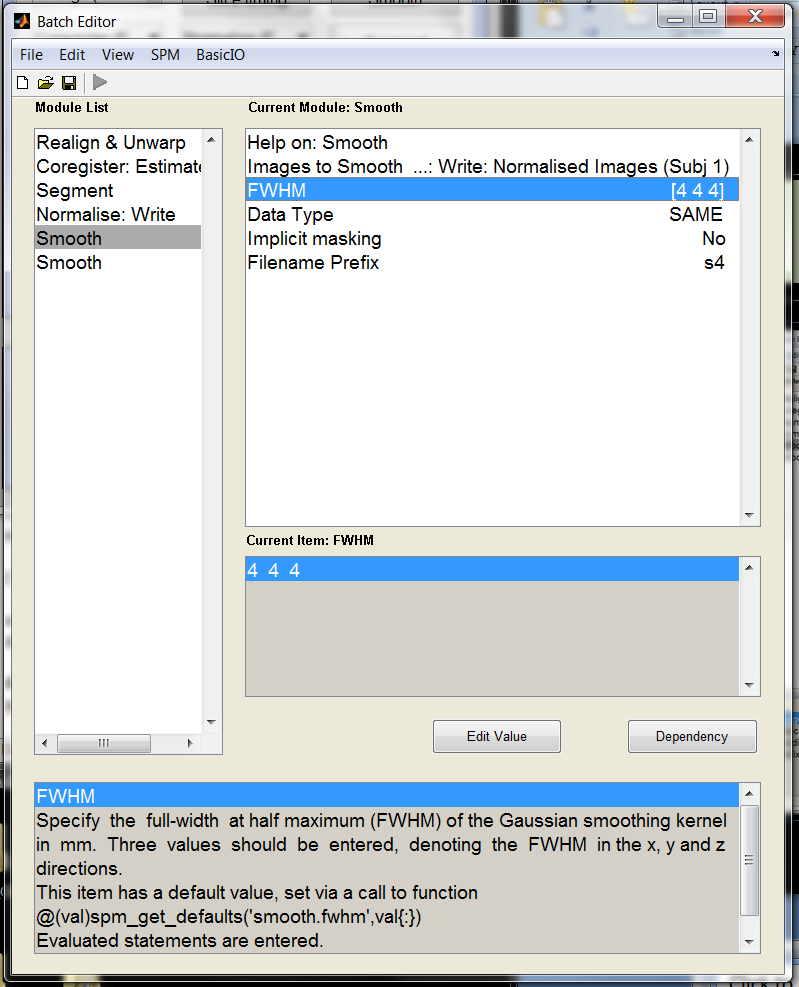 Batch Editor
File Edit View SPM BasicIO
Module List
Realign & Unwarp
Coregister: Estimate
Segment
Normalise: Write
Smooth
Smooth
Current Module: Smooth
Help on: Smooth
Images to Smooth ...: Write: Normalised Images (Subj 1)
FWHM [4 4 4]
Data Type SAME
Implicit masking No
Filename Prefix s4
Current Item: FWHM
4 4 4
Edit Value Dependency
FWHM
Specify the full-width at half maximum (FWHM) of the Gaussian smoothing kernel
in mm. Three values should be entered, denoting the FWHM in the x, y and z
directions.
This item has a default value, set via a call to function
@(val)spm_get_defaults('smooth.fwhm',val{:})
Evaluated statements are entered.